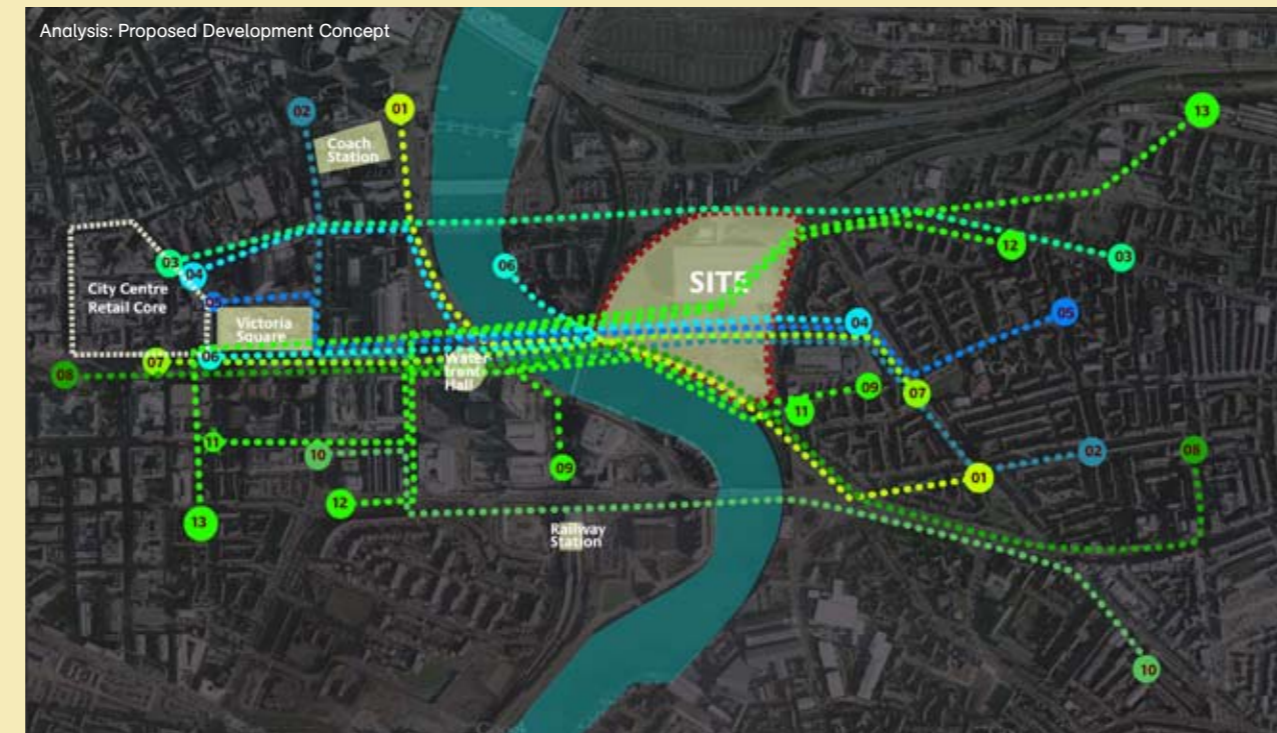 Analysis: Proposed Development Concept
02
01
13
Coach
Station
03
04
06
12
03
SITE
City Centre
Retail Core
05
Victoria
Square
04
05
06
07
08
Water
front
Hall
09
07
11
11
10
09
08
02
01
12
13
Railway
Station
10